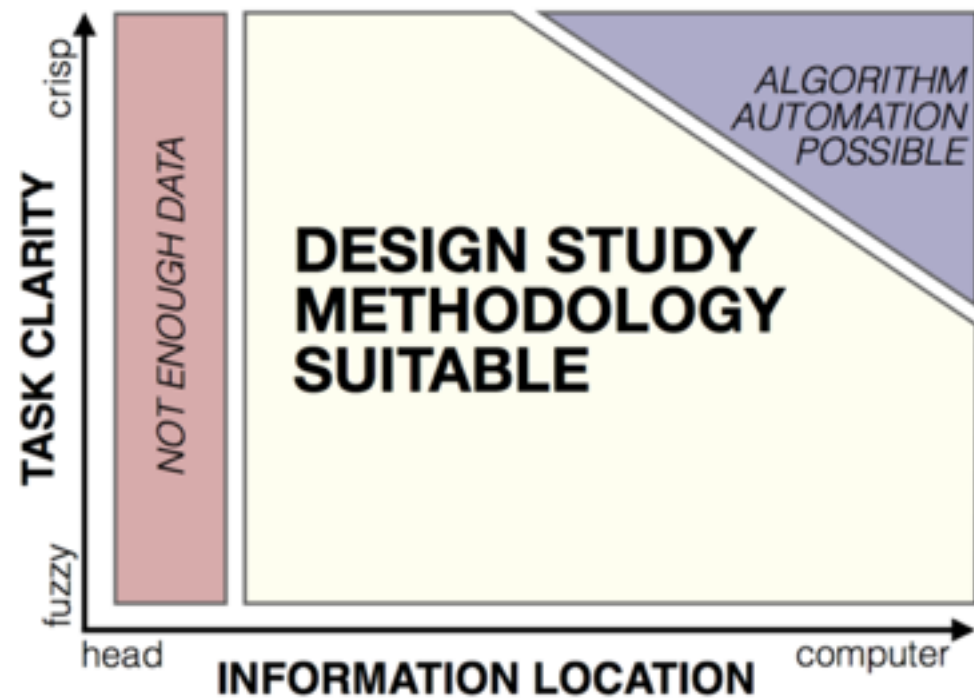 crisp
TASK CLARITY
fuzzy
NOT ENOUGH DATA
DESIGN STUDY
METHODOLOGY
SUITABLE
ALGORITHM
AUTOMATION
POSSIBLE
head
INFORMATION LOCATION
computer